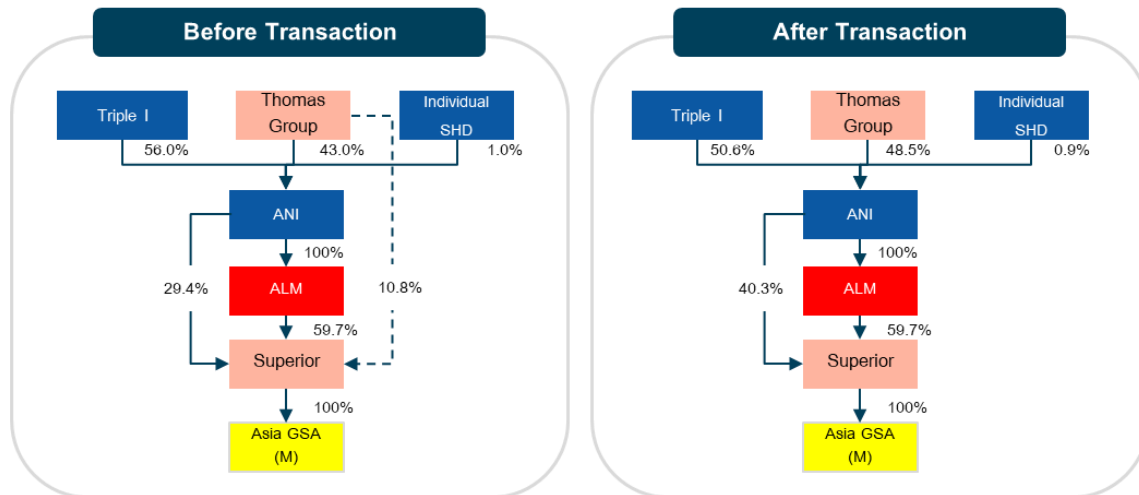 Before Transaction
Triple I
Thomas
Group
Individual
SHD
56.0%
43.0%
1.0%
ANI
100%
29.4%
ALM
10.8%
59.7%
Superior
100%
Asia GSA
(M)
After Transaction
Triple I
Thomas
Group
Individual
SHD
50.6%
48.5%
0.9%
ANI
100%
40.3%
ALM
59.7%
Superior
100%
Asia GSA
(M)